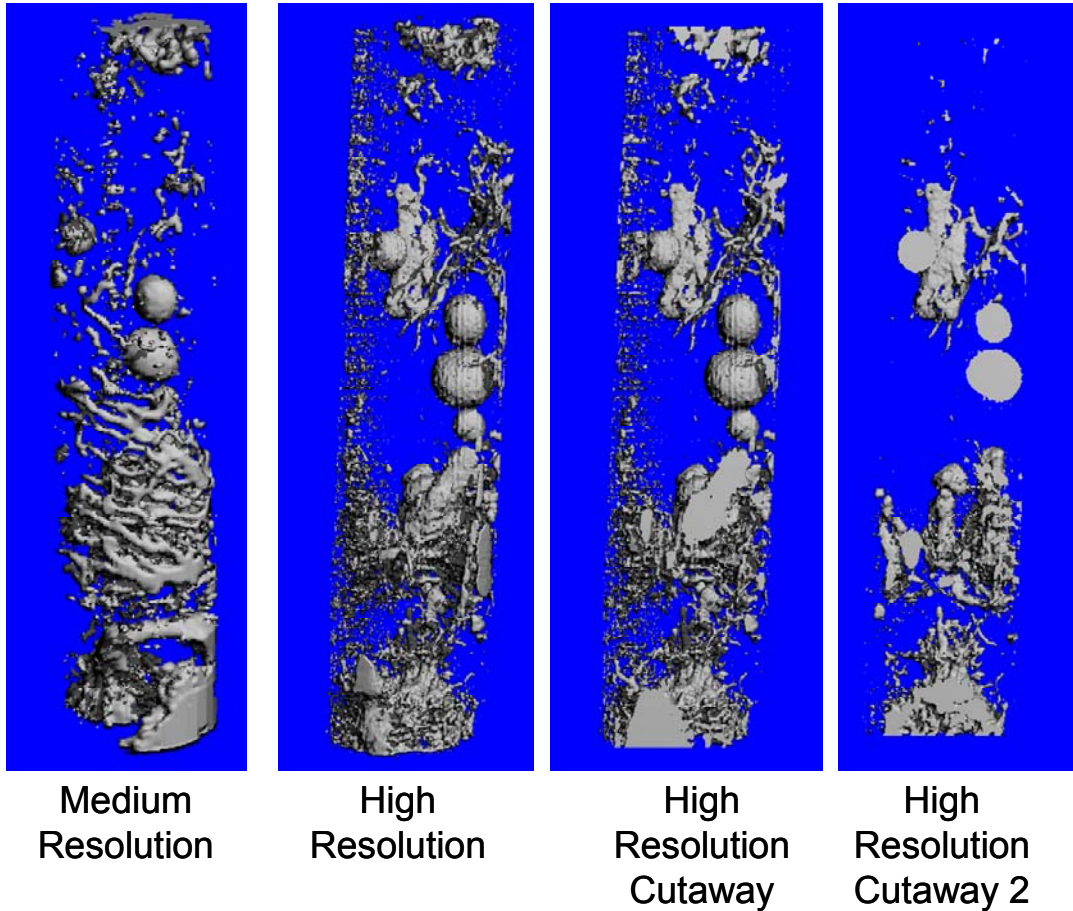 Medium
Resolution
High
Resolution
High
Resolution
Cutaway
High
Resolution
Cutaway 2